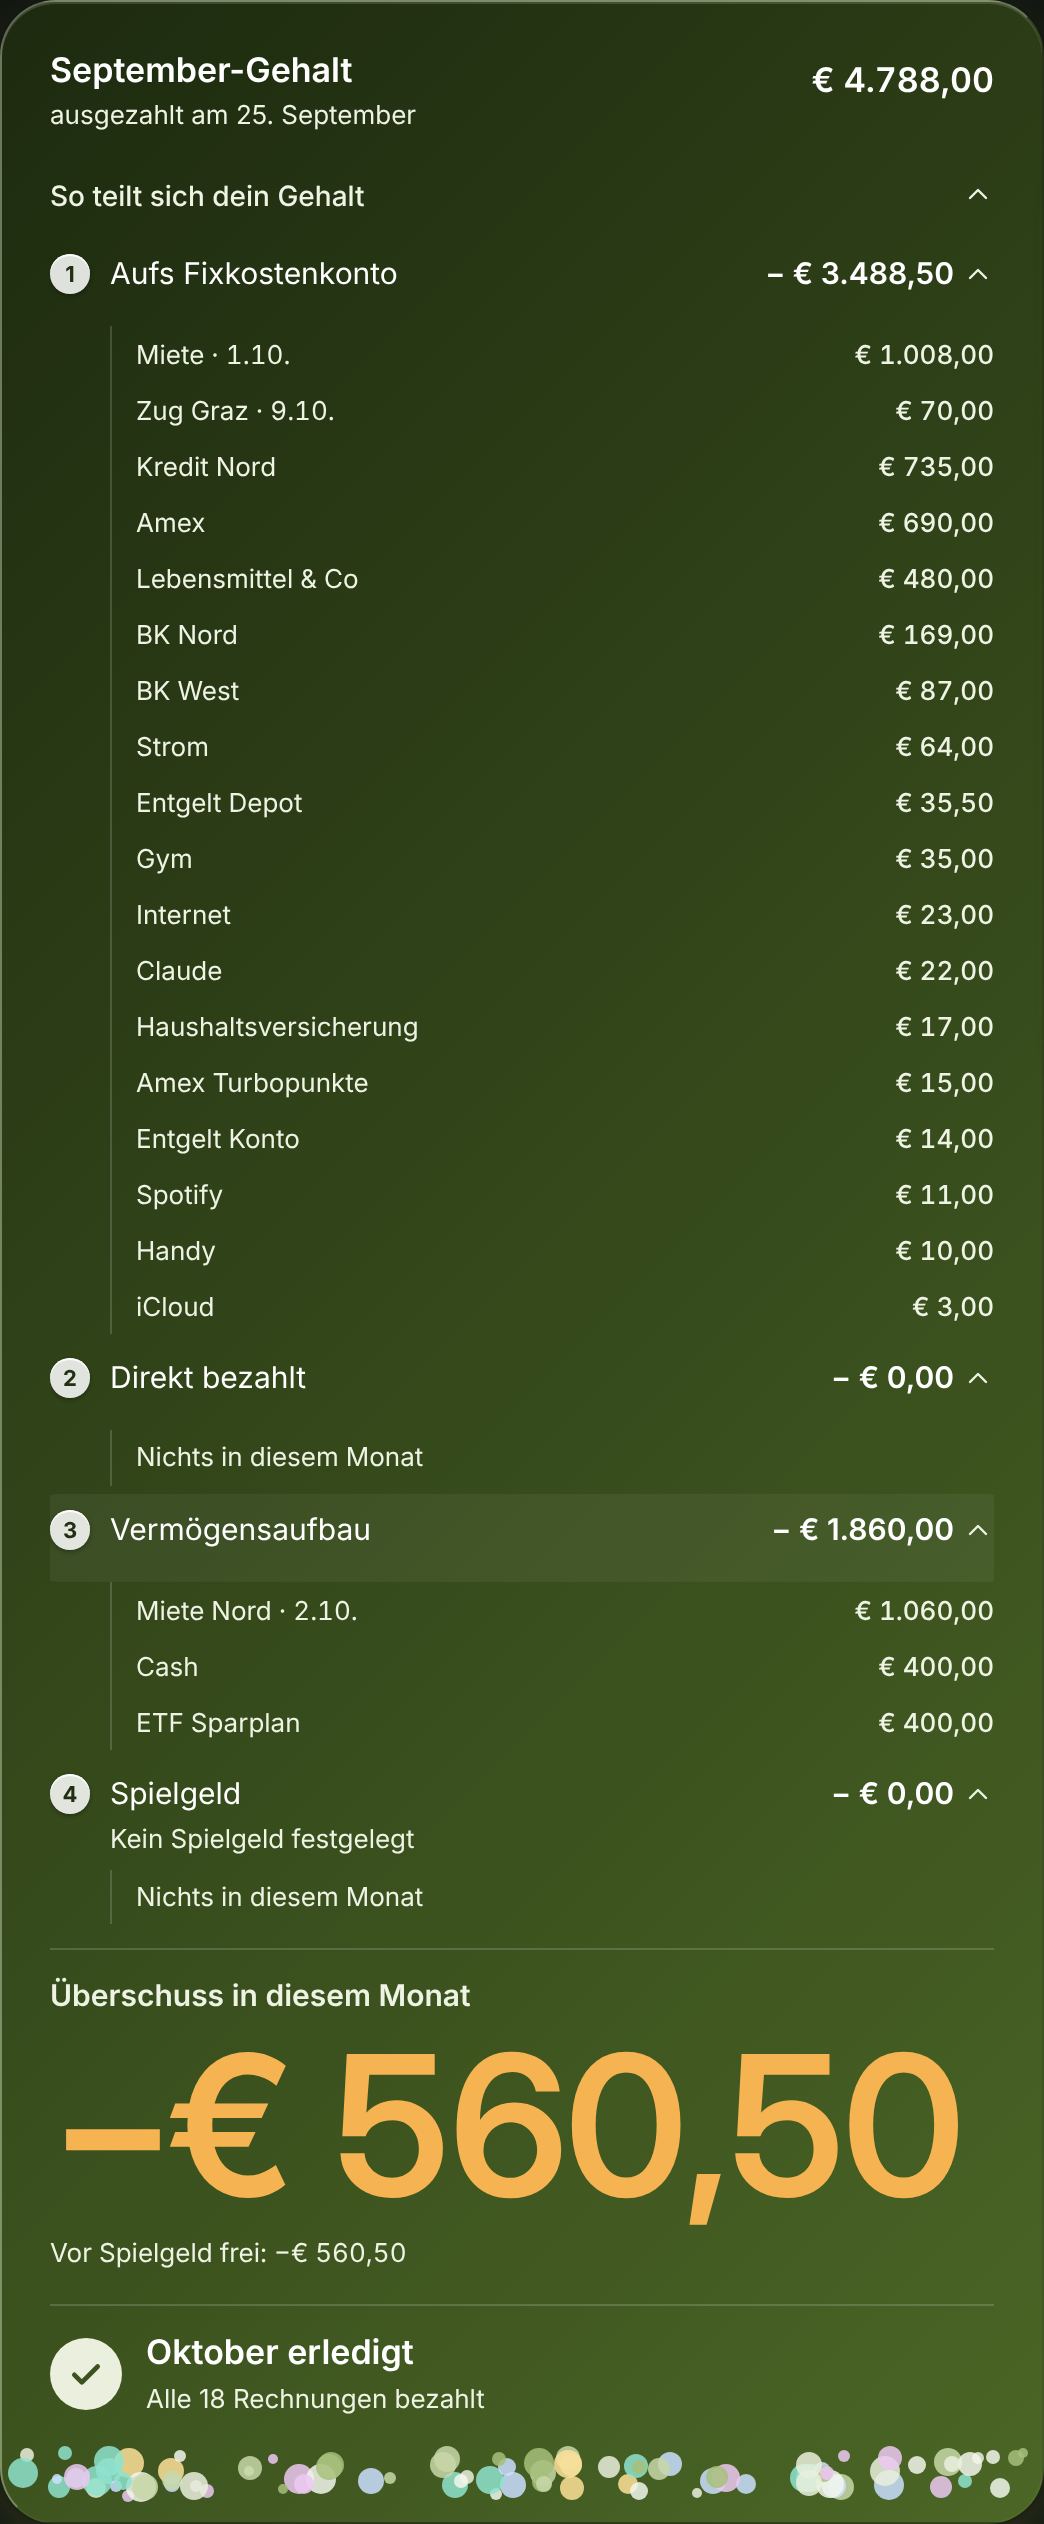 September-Gehalt
€ 4.788,00
ausgezahlt am 25. September
So teilt sich dein Gehalt
1 Aufs Fixkostenkonto – € 3.488,50
Miete · 1.10. € 1.008,00
Zug Graz · 9.10. € 70,00
Kredit Nord € 735,00
Amex € 690,00
Lebensmittel & Co € 480,00
BK Nord € 169,00
BK West € 87,00
Strom € 64,00
Entgelt Depot € 35,50
Gym € 35,00
Internet € 23,00
Claude € 22,00
Haushaltsversicherung € 17,00
Amex Turbopunkte € 15,00
Entgelt Konto € 14,00
Spotify € 11,00
Handy € 10,00
iCloud € 3,00
2 Direkt bezahlt – € 0,00
Nichts in diesem Monat
3 Vermögensaufbau – € 1.860,00
Miete Nord · 2.10. € 1.060,00
Cash € 400,00
ETF Sparplan € 400,00
4 Spielgeld – € 0,00
Kein Spielgeld festgelegt
Nichts in diesem Monat
Überschuss in diesem Monat
–€ 560,50
Vor Spielgeld frei: –€ 560,50
Oktober erledigt
Alle 18 Rechnungen bezahlt